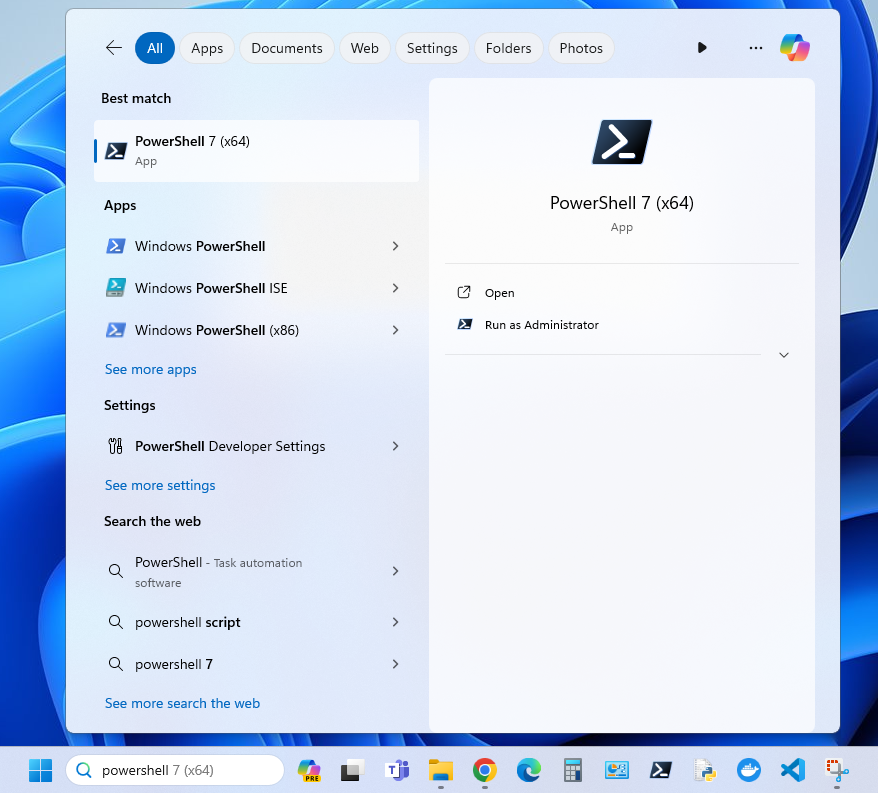 All Apps Documents Web Settings Folders Photos
Best match
PowerShell 7 (x64)
App
Apps
Windows PowerShell
Windows PowerShell ISE
Windows PowerShell (x86)
See more apps
Settings
PowerShell Developer Settings
See more settings
Search the web
PowerShell - Task automation
software
powershell script
powershell 7
See more search the web
PowerShell 7 (x64)
App
Open
Run as Administrator
powershell 7 (x64)
PRE
T